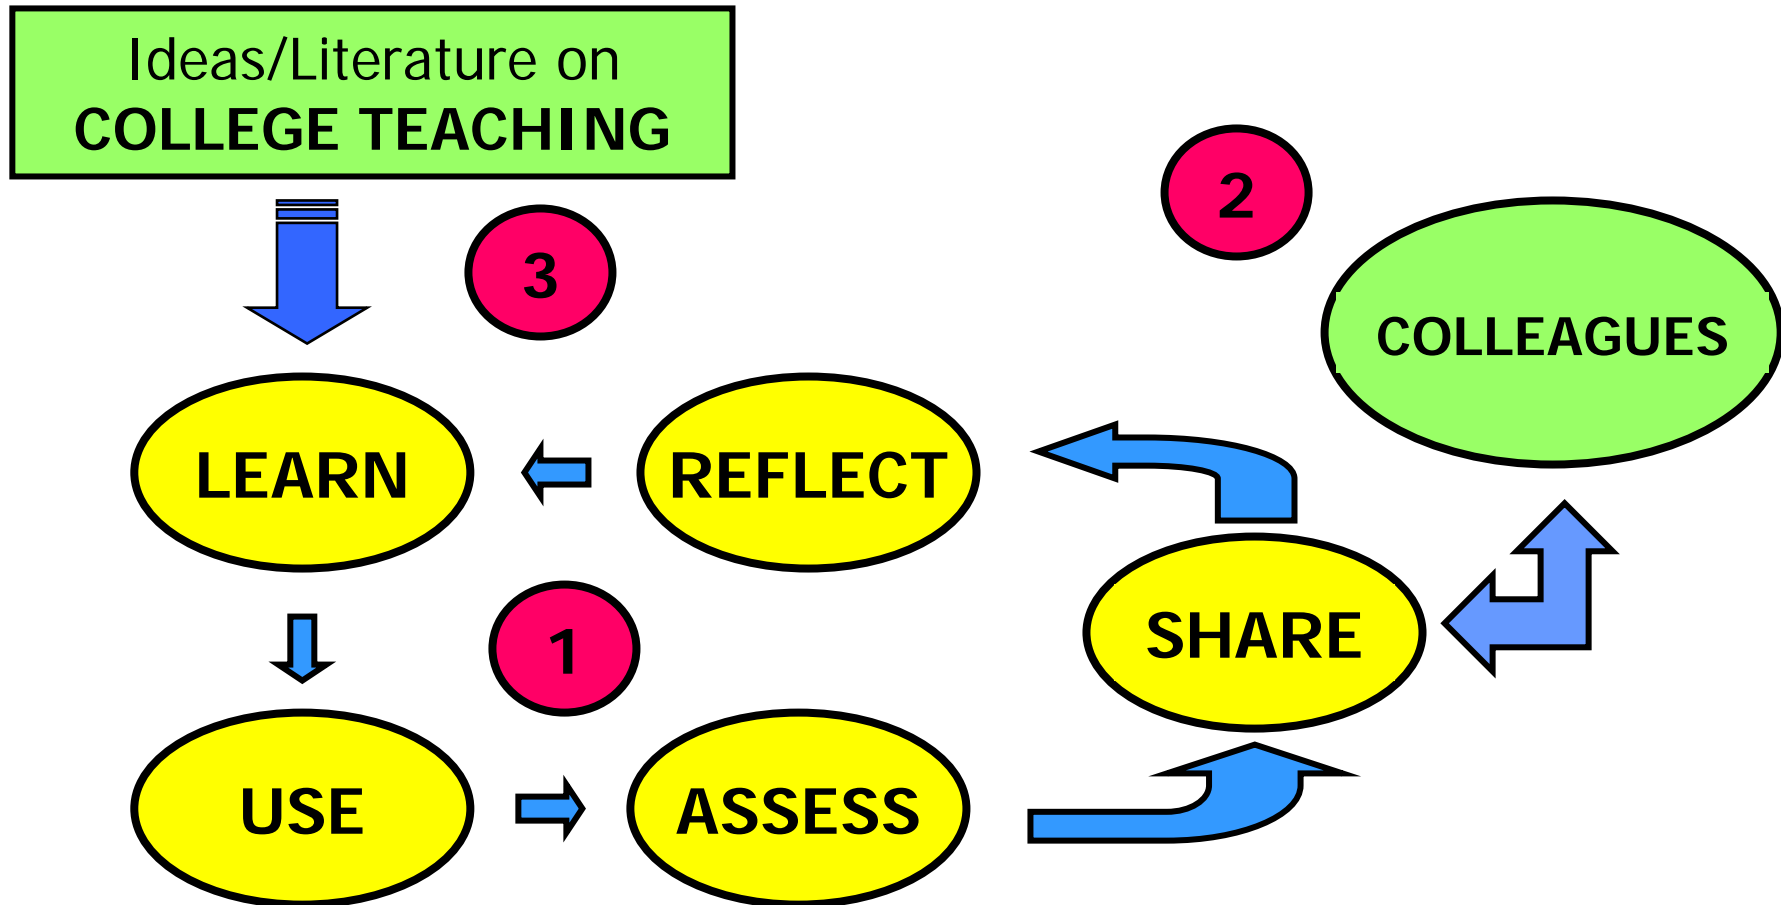 Ideas/Literature on
COLLEGE TEACHING
2
3
COLLEAGUES
LEARN
REFLECT
1
SHARE
USE
ASSESS